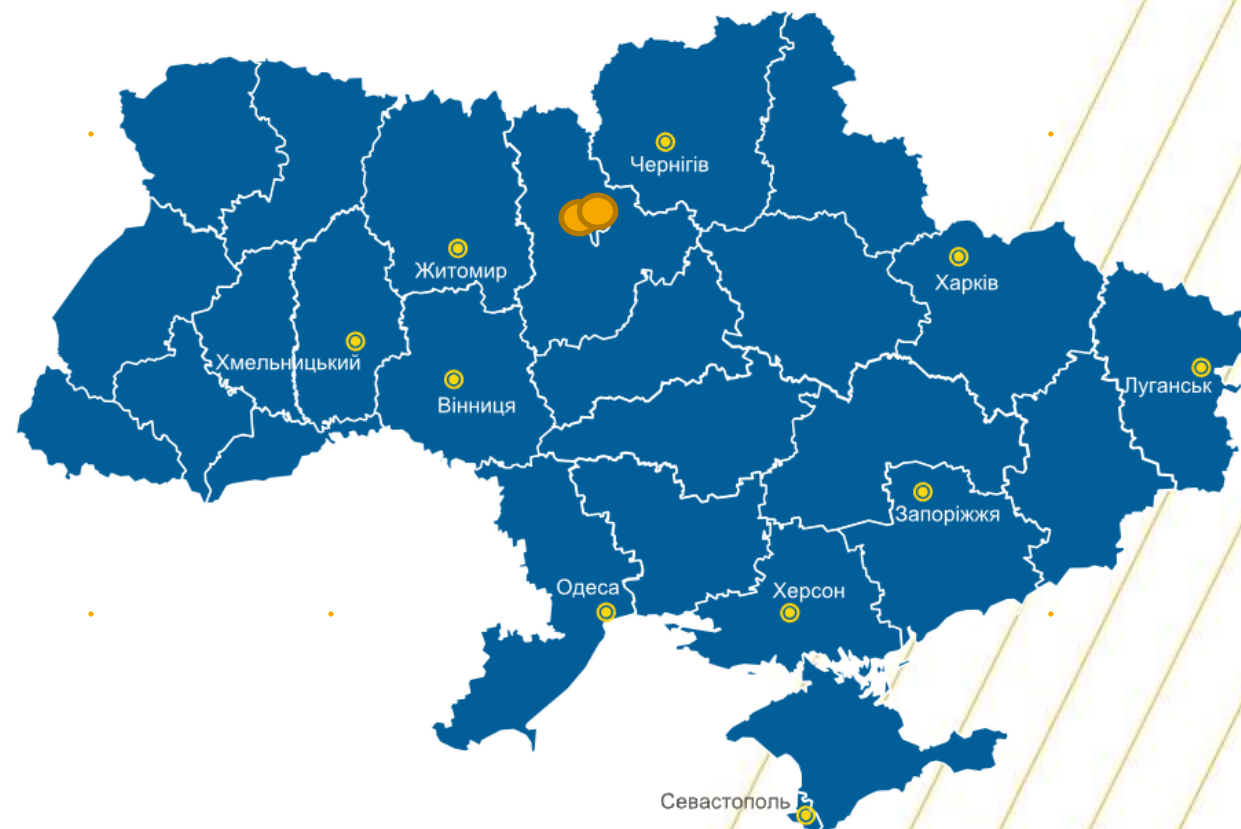 Чернігів
Житомир
Харків
Хмельницький
Вінниця
Луганськ
Запоріжжя
Одеса
Херсон
Севастополь